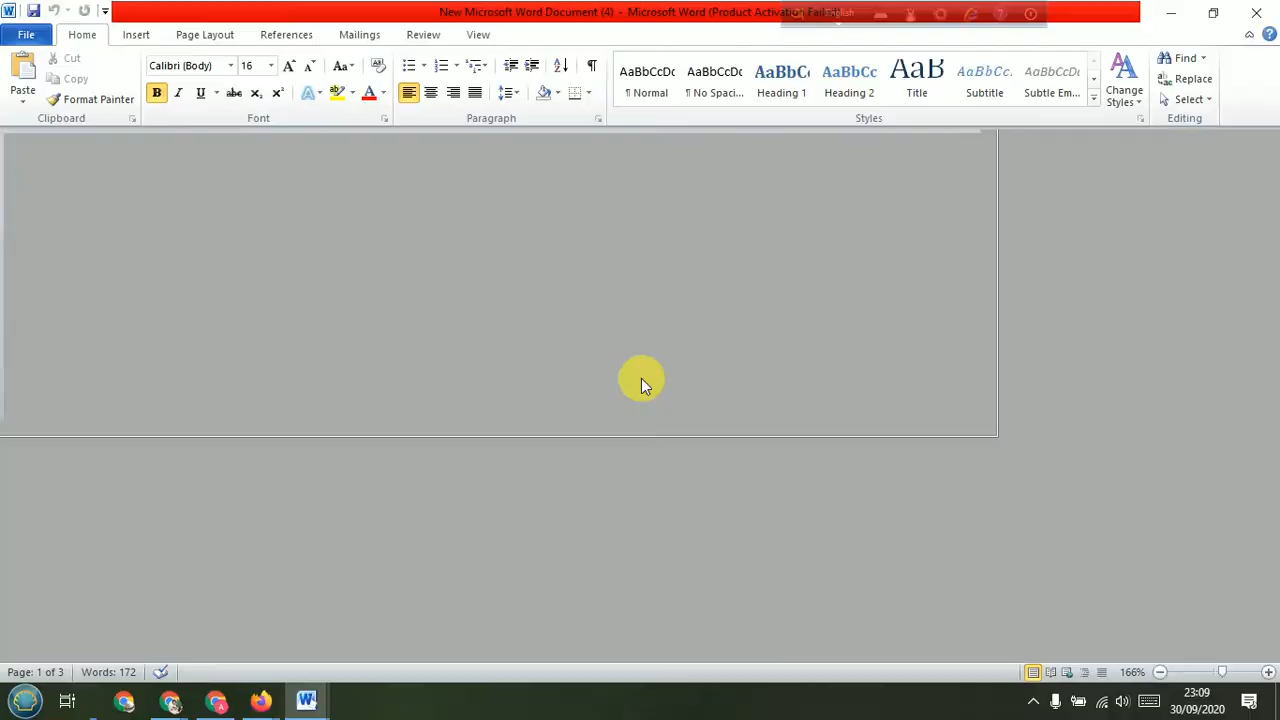 New Microsoft Word Document (4) - Microsoft Word (Product Activation Failed)
English
File
Home
Insert
Page Layout
References
Mailings
Review
View
Paste
Cut
Copy
Format Painter
Clipboard
Calibri (Body)
16
Font
Paragraph
AaBbCcDc
¶ Normal
AaBbCcDc
¶ No Spaci...
AaBbCc
Heading 1
AaBbCc
Heading 2
AaB
Title
AaBbCc.
Subtitle
AaBbCcDc
Subtle Em...
Change
Styles
Styles
Find
Replace
Select
Editing
Page: 1 of 3
Words: 172
166%
23:09
30/09/2020